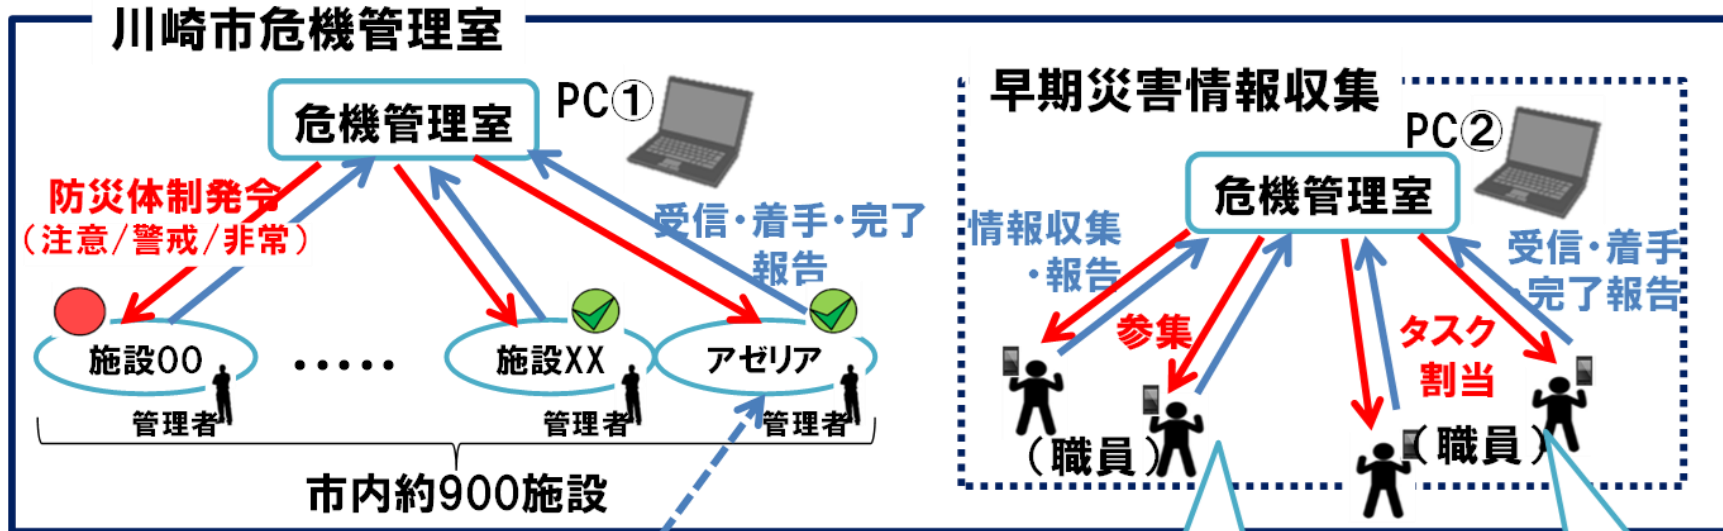 川崎市危機管理室
危機管理室
PC①
防災体制発令
（注意/警戒/非常）
受信・着手・完了
報告
施設〇〇
・・・・・
施設XX
アゼリア
管理者
管理者
管理者
市内約900施設
早期災害情報収集
PC②
危機管理室
情報収集
・報告
受信・着手
・完了報告
参集
タスク
割当
（職員）
（職員）